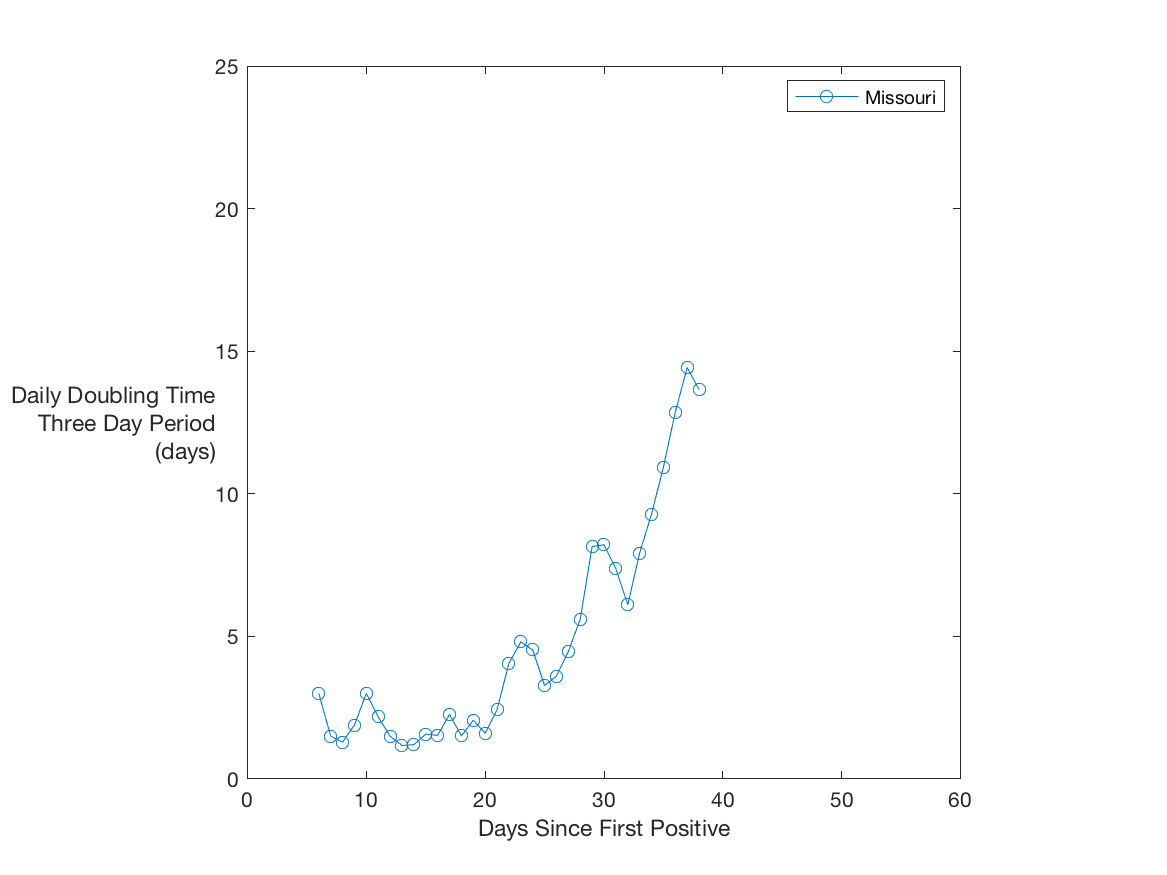 25
Missouri
20
15
Daily Doubling Time
Three Day Period
(days)
10
5
0
0 10 20 30 40 50 60
Days Since First Positive